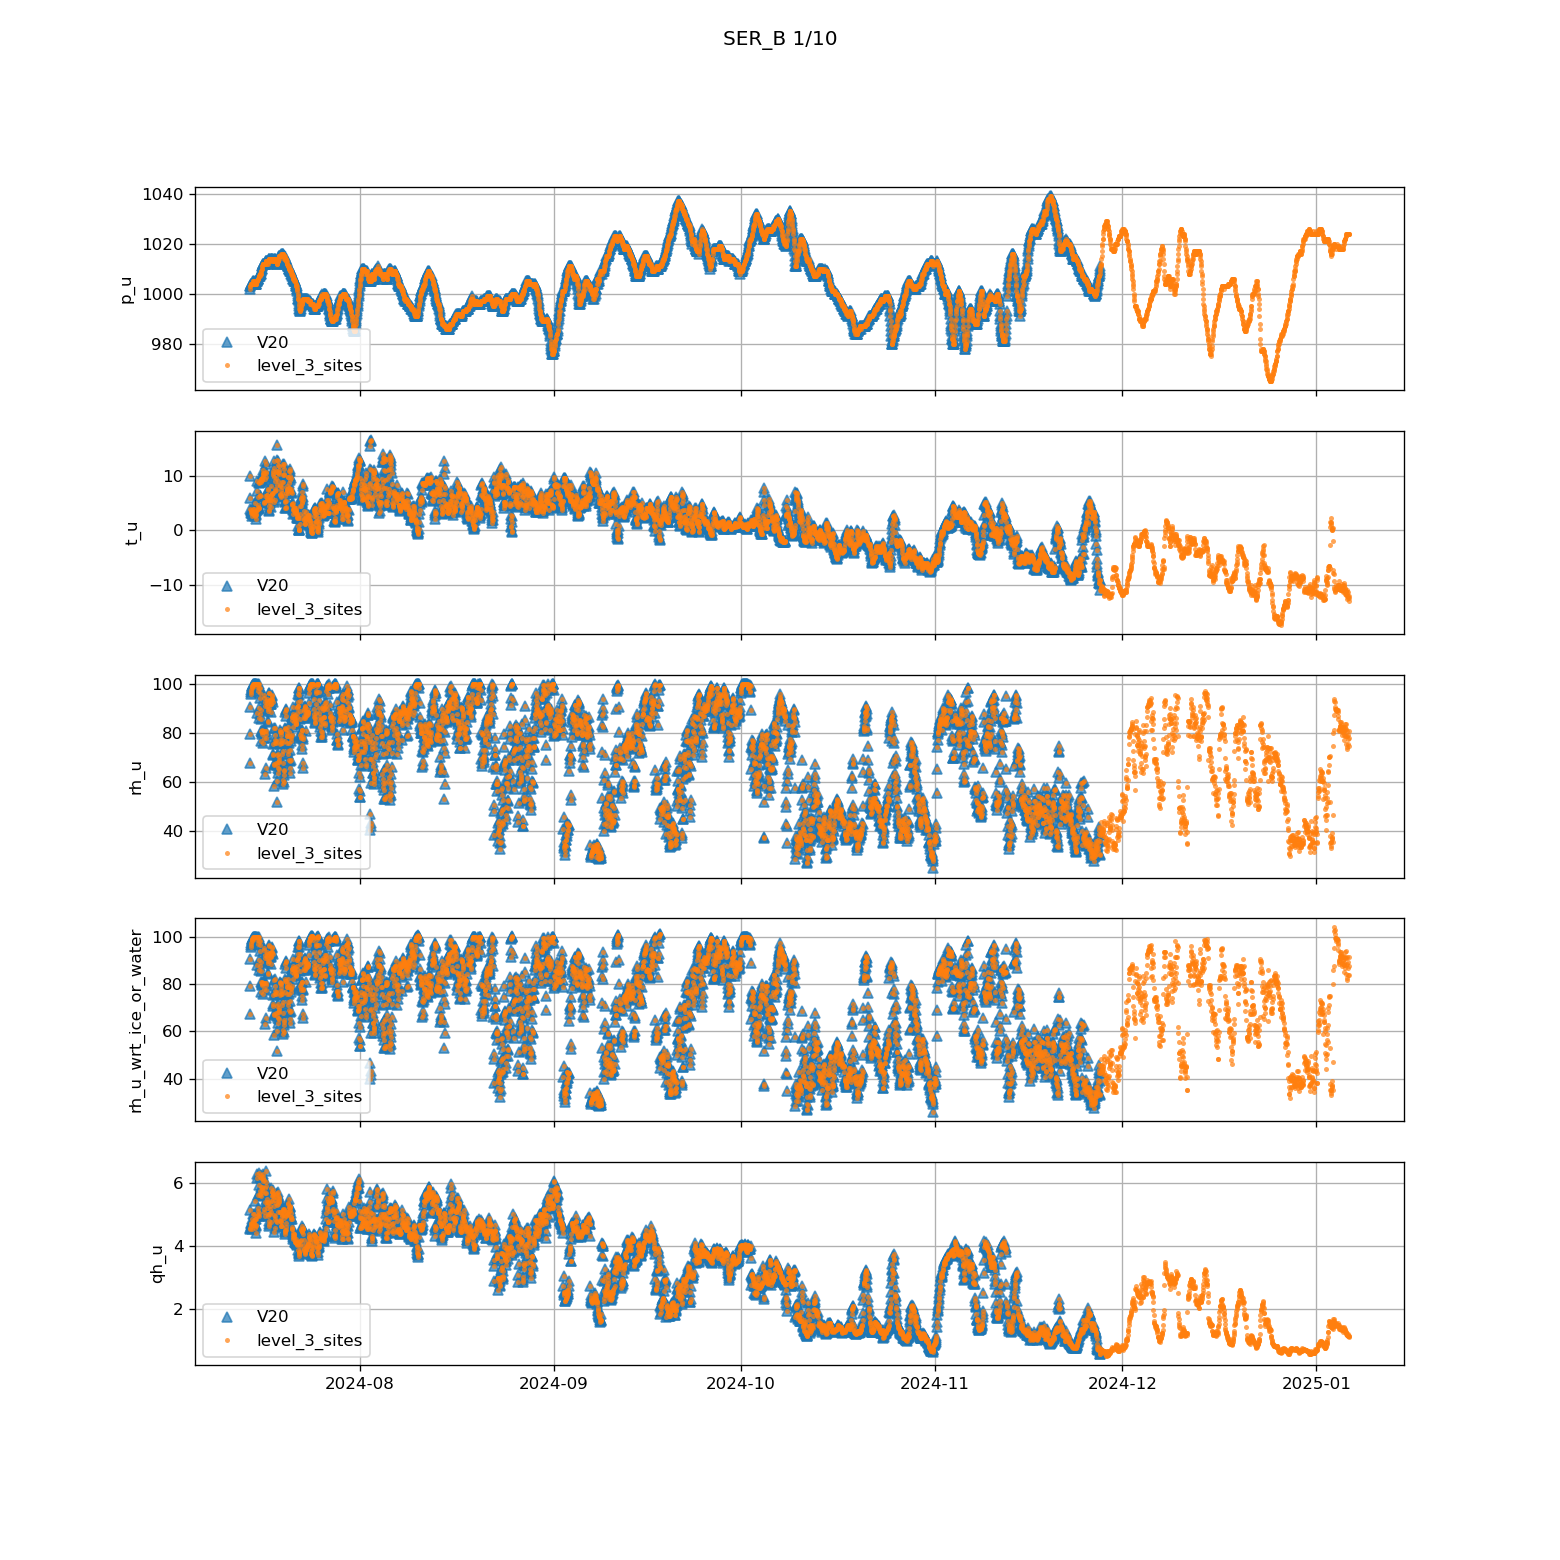 SER_B 1/10
1040
1020
1000
980
p_u
V20
level_3_sites
10
0
−10
t_u
V20
level_3_sites
100
80
60
40
rh_u
V20
level_3_sites
100
80
60
40
rh_u_wrt_ice_or_water
V20
level_3_sites
6
4
2
qh_u
V20
level_3_sites
2024-08 2024-09 2024-10 2024-11 2024-12 2025-01